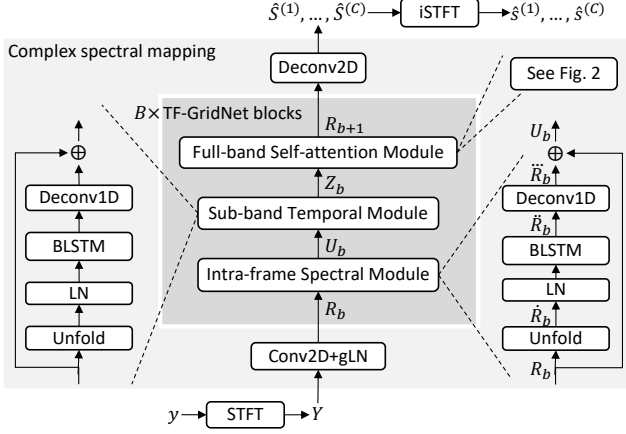 Ŝ⁽¹⁾, ..., Ŝ⁽ᶜ⁾ iSTFT ŝ⁽¹⁾, ..., ŝ⁽ᶜ⁾
Complex spectral mapping
Deconv2D
See Fig. 2
B×TF-GridNet blocks
R_{b+1}
Full-band Self-attention Module
Z_b
Sub-band Temporal Module
U_b
Intra-frame Spectral Module
R_b
Conv2D+gLN
y STFT Y
⊕
Deconv1D
BLSTM
LN
Unfold
U_b
⊕
R⃛_b
Deconv1D
R̈_b
BLSTM
LN
Ṙ_b
Unfold
R_b